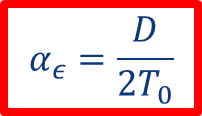 α_ϵ = D / 2T_0